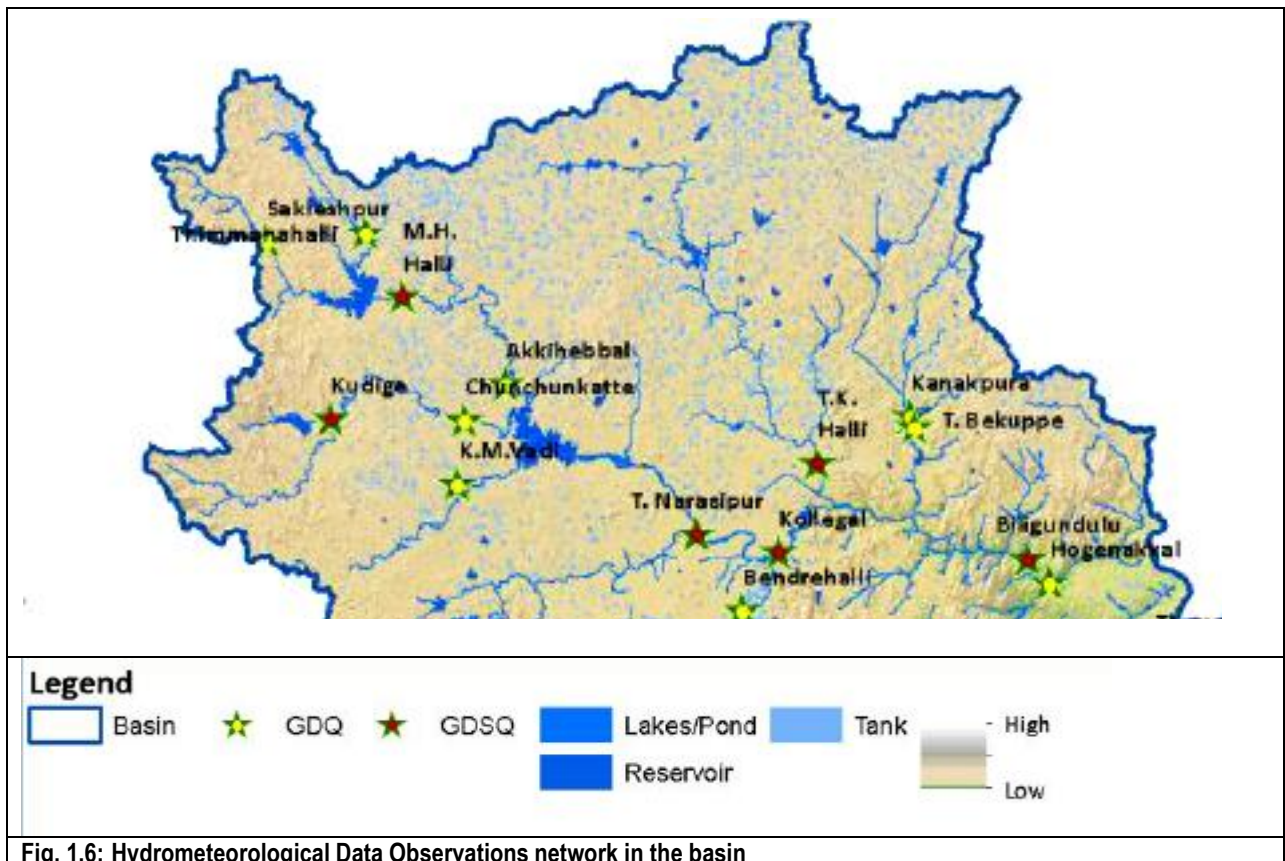 Sakleshpur
Thimmanahalli
M.H.
Halli
Akkihebbal
Kudige
Chunchunkatte
Kanakpura
T.K.
Halli
T. Bekuppe
K.M.Vadi
T. Narasipur
Kollegal
Biligundulu
Hogenakkal
Bendrehalli
Legend
Basin
GDQ
GDSQ
Lakes/Pond
Tank
High
Reservoir
Low
Fig. 1.6: Hydrometeorological Data Observations network in the basin